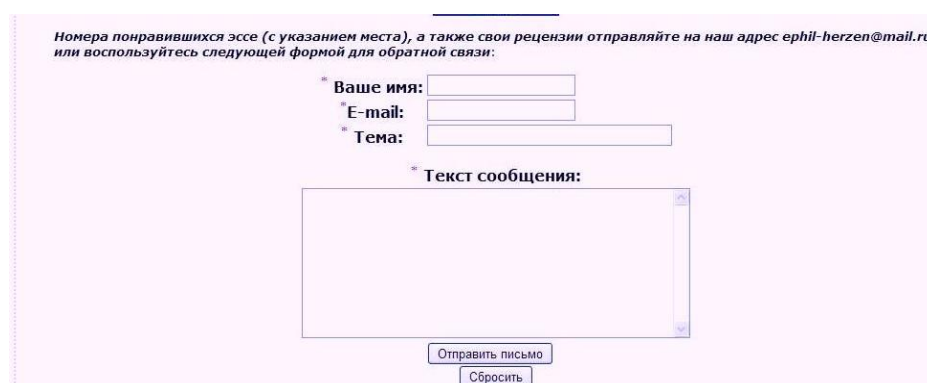 Номера понравившихся эссе (с указанием места), а также свои рецензии отправляйте на наш адрес ephil-herzen@mail.ru
или воспользуйтесь следующей формой для обратной связи:
* Ваше имя:
*E-mail:
* Тема:
* Текст сообщения:
Отправить письмо
Сбросить